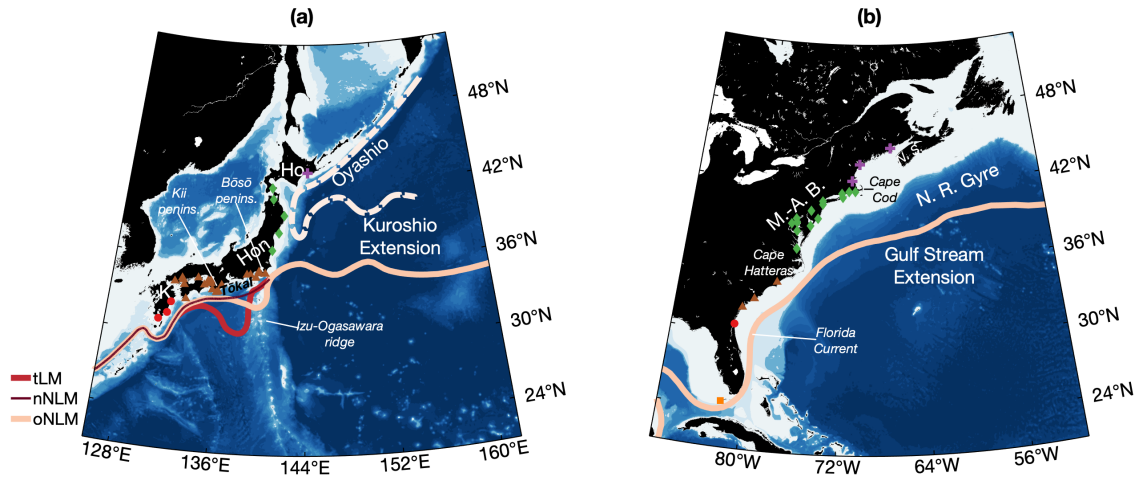 (a)
48°N
42°N
36°N
30°N
24°N
128°E
136°E
144°E
152°E
160°E
Ho
Oyashio
Kii
penins.
Bōsō
penins.
Hon
Kuroshio
Extension
K
Tōkai
Izu-Ogasawara
ridge
tLM
nNLM
oNLM
(b)
48°N
42°N
36°N
30°N
24°N
80°W
72°W
64°W
56°W
N.S.
Cape
Cod
N. R. Gyre
M.-A. B.
Cape
Hatteras
Gulf Stream
Extension
Florida
Current